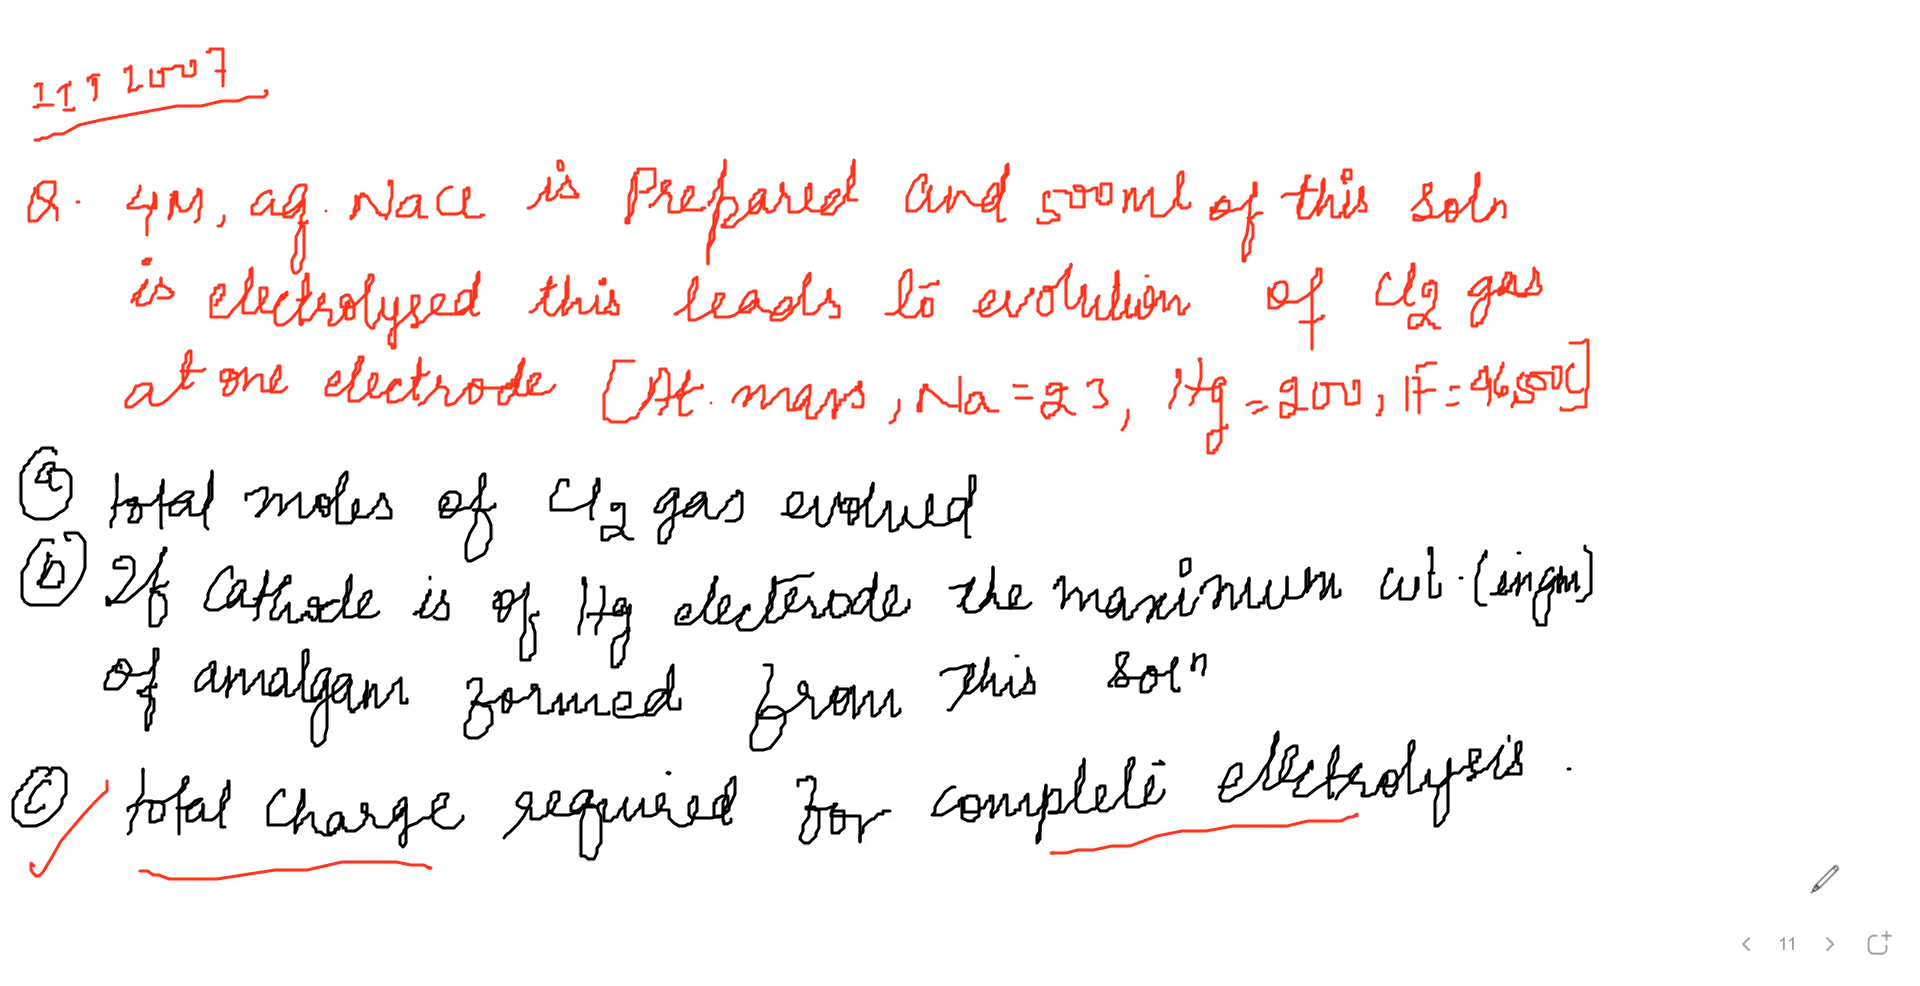 IIT 2007
Q. 4M, aq. NaCl is Prepared and 500ml of this soln
is electrolysed this leads to evolution of Cl2 gas
at one electrode [At. mass, Na = 23, Hg = 200, 1F = 96500C]
a total moles of Cl2 gas evolved
b If Cathode is of Hg electerode the maximum wt. (in gm)
of amalgam formed from this soln
c total charge required for complete electrolysis.
11